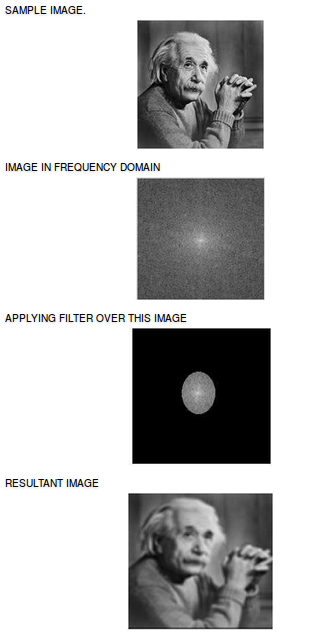 SAMPLE IMAGE.
IMAGE IN FREQUENCY DOMAIN
APPLYING FILTER OVER THIS IMAGE
RESULTANT IMAGE